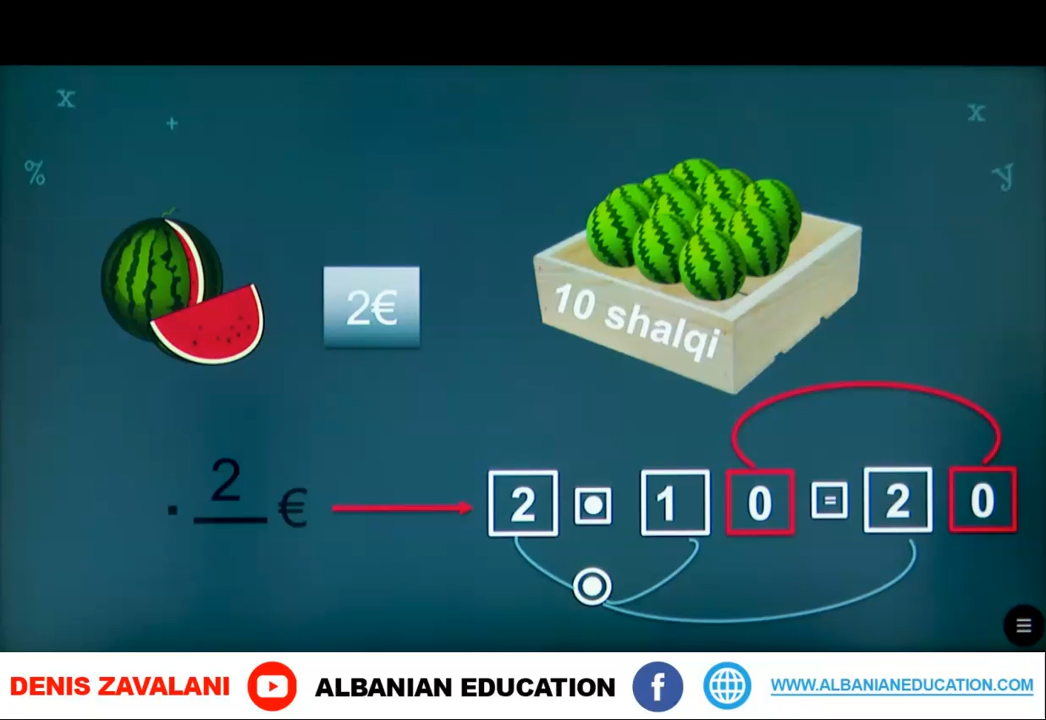 x
+
%
x
y
2€
10 shalqi
. 2 €
2 • 1 0 = 2 0
DENIS ZAVALANI ALBANIAN EDUCATION f WWW.ALBANIANEDUCATION.COM